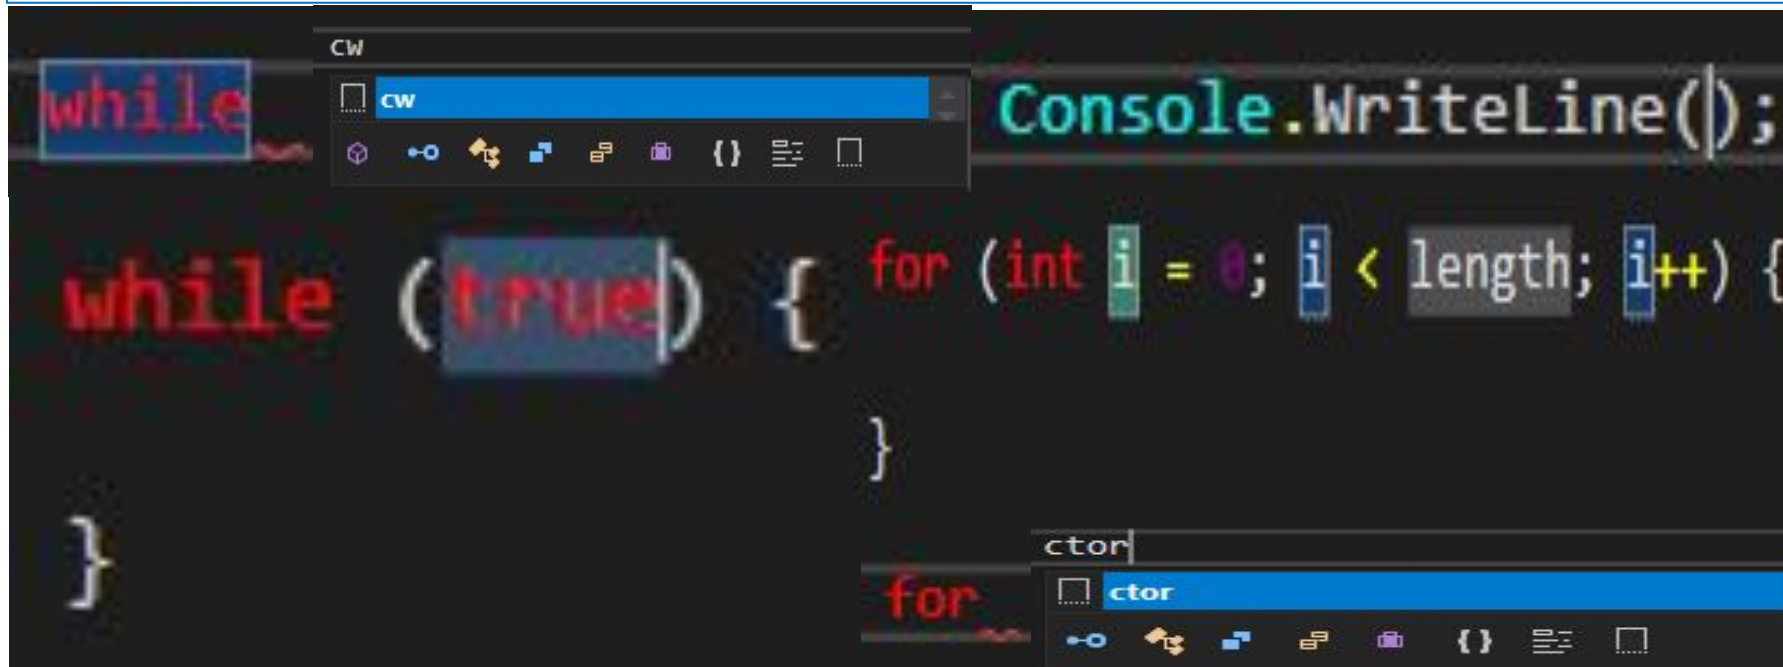 while
cw
cw
{}
Console.WriteLine();
while (true) {
}
for (int i = 0; i < length; i++) {
}
for
ctor
ctor
{}